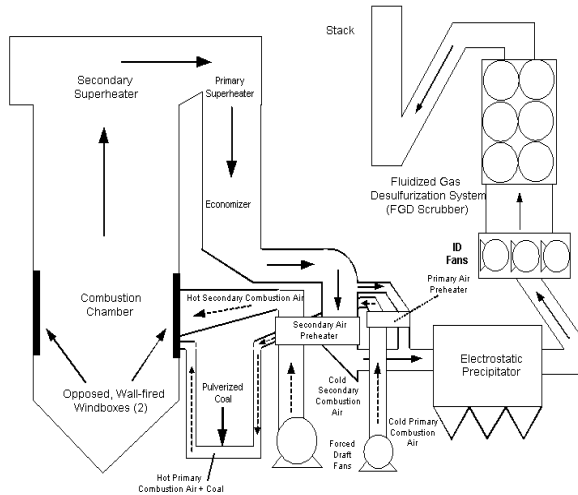 Stack
Secondary
Superheater
Primary
Superheater
Fluidized Gas
Desulfurization System
(FGD Scrubber)
Economizer
ID
Fans
Primary Air
Preheater
Combustion
Chamber
Hot Secondary Combustion Air
Secondary Air
Preheater
Electrostatic
Precipitator
Opposed, Wall-fired
Windboxes (2)
Pulverized
Coal
Cold
Secondary
Combustion
Air
Cold Primary
Combustion Air
Forced
Draft
Fans
Hot Primary
Combustion Air + Coal